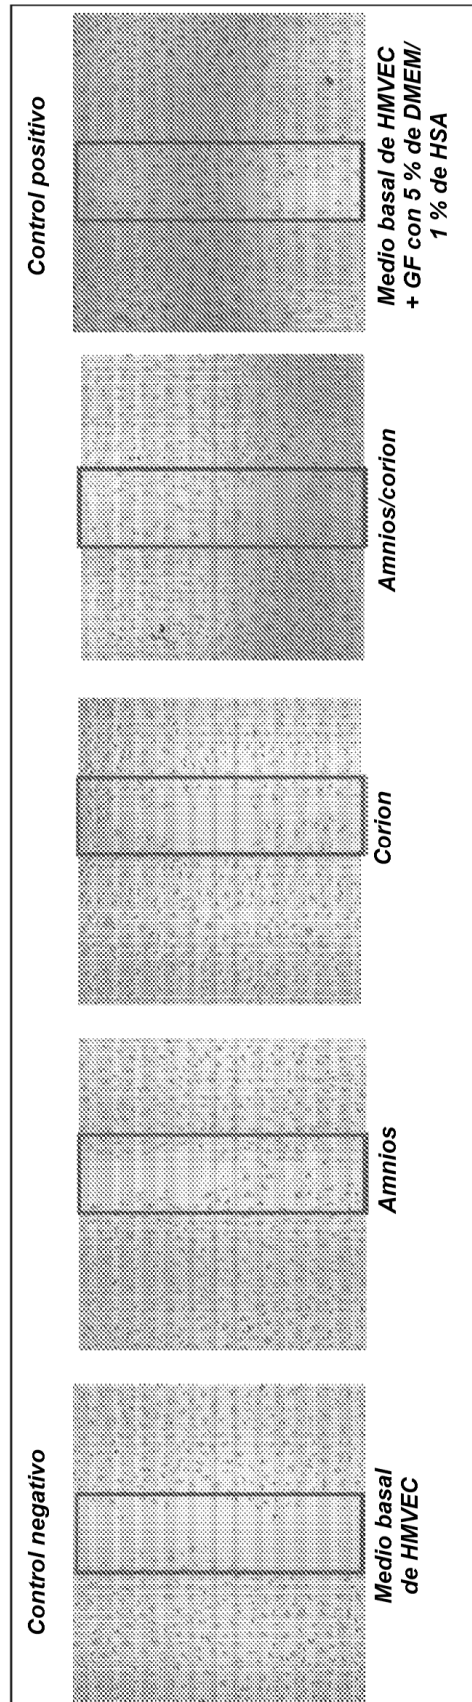 Control negativo
Control positivo
Medio basal
de HMVEC
Amnios
Corion
Amnios/corion
Medio basal de HMVEC
+ GF con 5 % de DMEM/
1 % de HSA